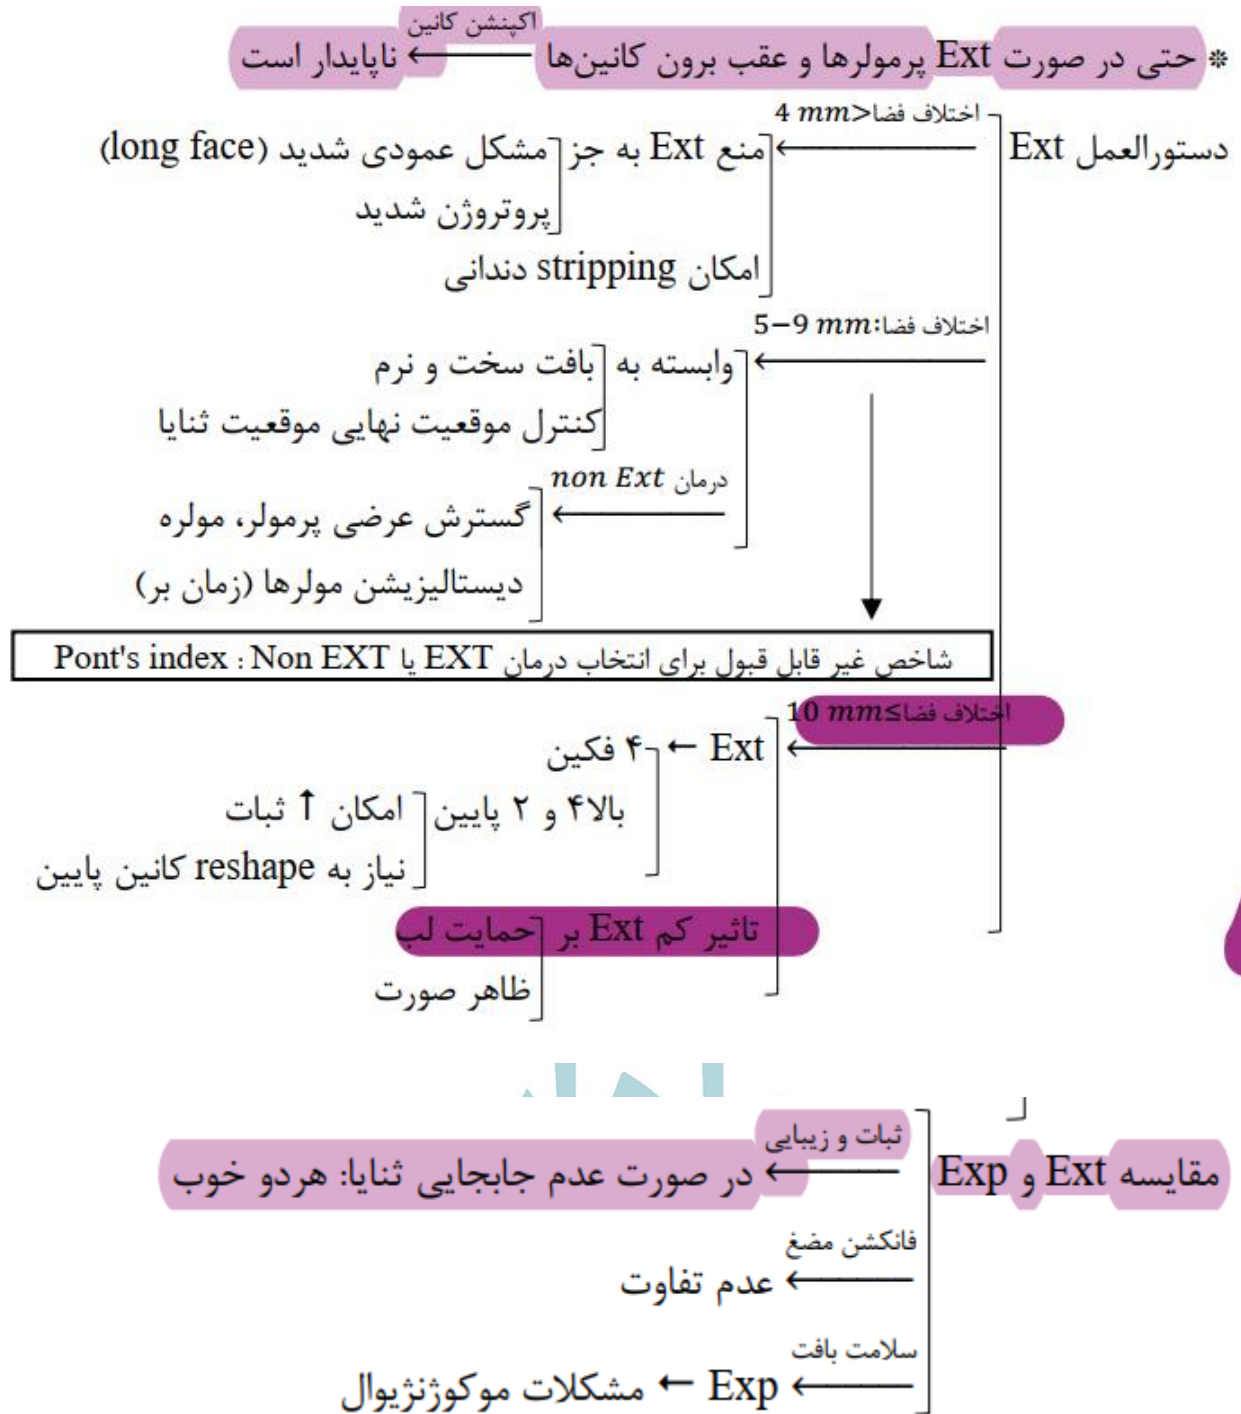 اکپنشن کانین
* حتی در صورت Ext پرمولرها و عقب برون کانین‌ها ← ناپایدار است
اختلاف فضا<4 mm
دستورالعمل Ext ← منع Ext به جز مشکل عمودی شدید (long face)
پروتروژن شدید
امکان stripping دندانی
اختلاف فضا: 5−9 mm
← وابسته به بافت سخت و نرم
کنترل موقعیت نهایی موقعیت ثنایا
درمان non Ext
← گسترش عرضی پرمولر، مولره
دیستالیزیشن مولرها (زمان بر)
شاخص غیر قابل قبول برای انتخاب درمان EXT یا Pont's index : Non EXT
اختلاف فضا≥10 mm
← Ext ← ۴ فکین
بالا۴ و ۲ پایین امکان ↑ ثبات
نیاز به reshape کانین پایین
تاثیر کم Ext بر حمایت لب
ظاهر صورت
ثبات و زیبایی
مقایسه Ext و Exp ← در صورت عدم جابجایی ثنایا: هردو خوب
فانکشن مضغ
← عدم تفاوت
سلامت بافت
← Exp ← مشکلات موکوژنژیوال